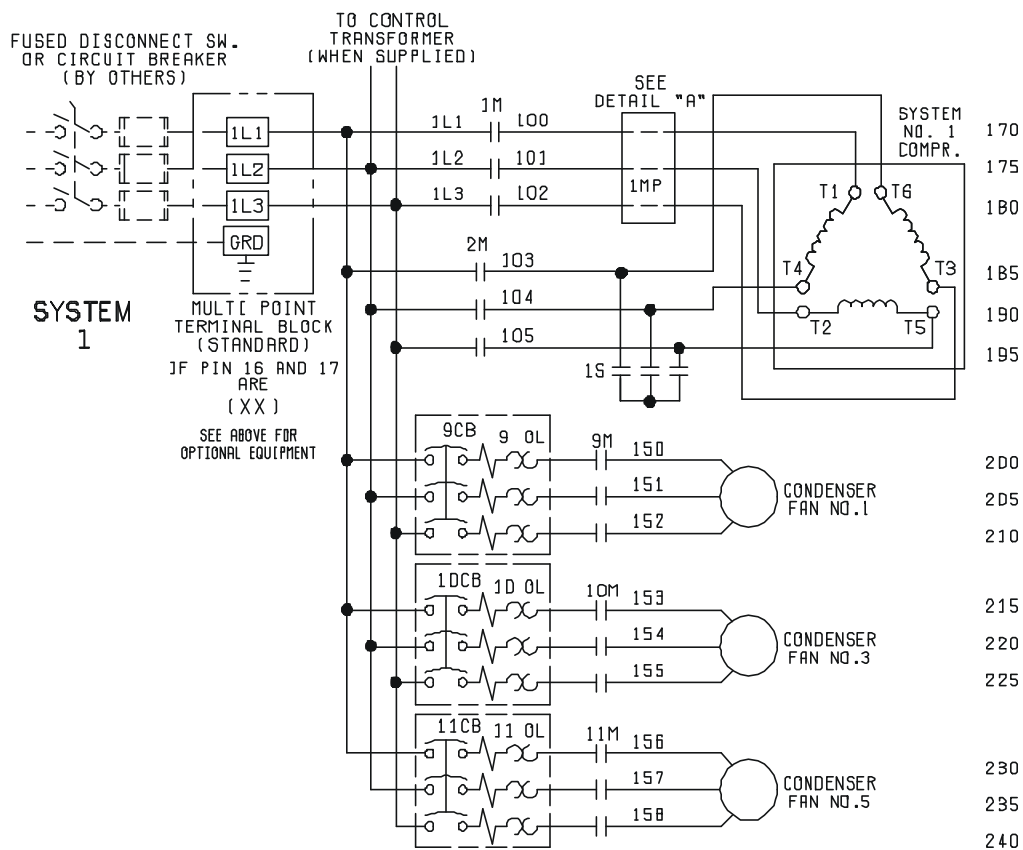 TO CONTROL
TRANSFORMER
(WHEN SUPPLIED)
FUSED DISCONNECT SW.
OR CIRCUIT BREAKER
(BY OTHERS)
SEE
DETAIL "A"
SYSTEM
NO. 1
COMPR.
1M
1L1
1L1
100
170
1L2
1L2
101
175
1MP
1L3
1L3
102
180
T1
T6
GRD
2M
103
T4
T3
185
104
T2
T5
190
105
195
1S
SYSTEM
1
MULTI POINT
TERMINAL BLOCK
(STANDARD)
IF PIN 16 AND 17
ARE
(XX)
SEE ABOVE FOR
OPTIONAL EQUIPMENT
9CB
9 OL
9M
150
200
151
205
152
210
CONDENSER
FAN NO.1
10CB
10 OL
10M
153
215
154
220
155
225
CONDENSER
FAN NO.3
11CB
11 OL
11M
156
230
157
235
158
240
CONDENSER
FAN NO.5